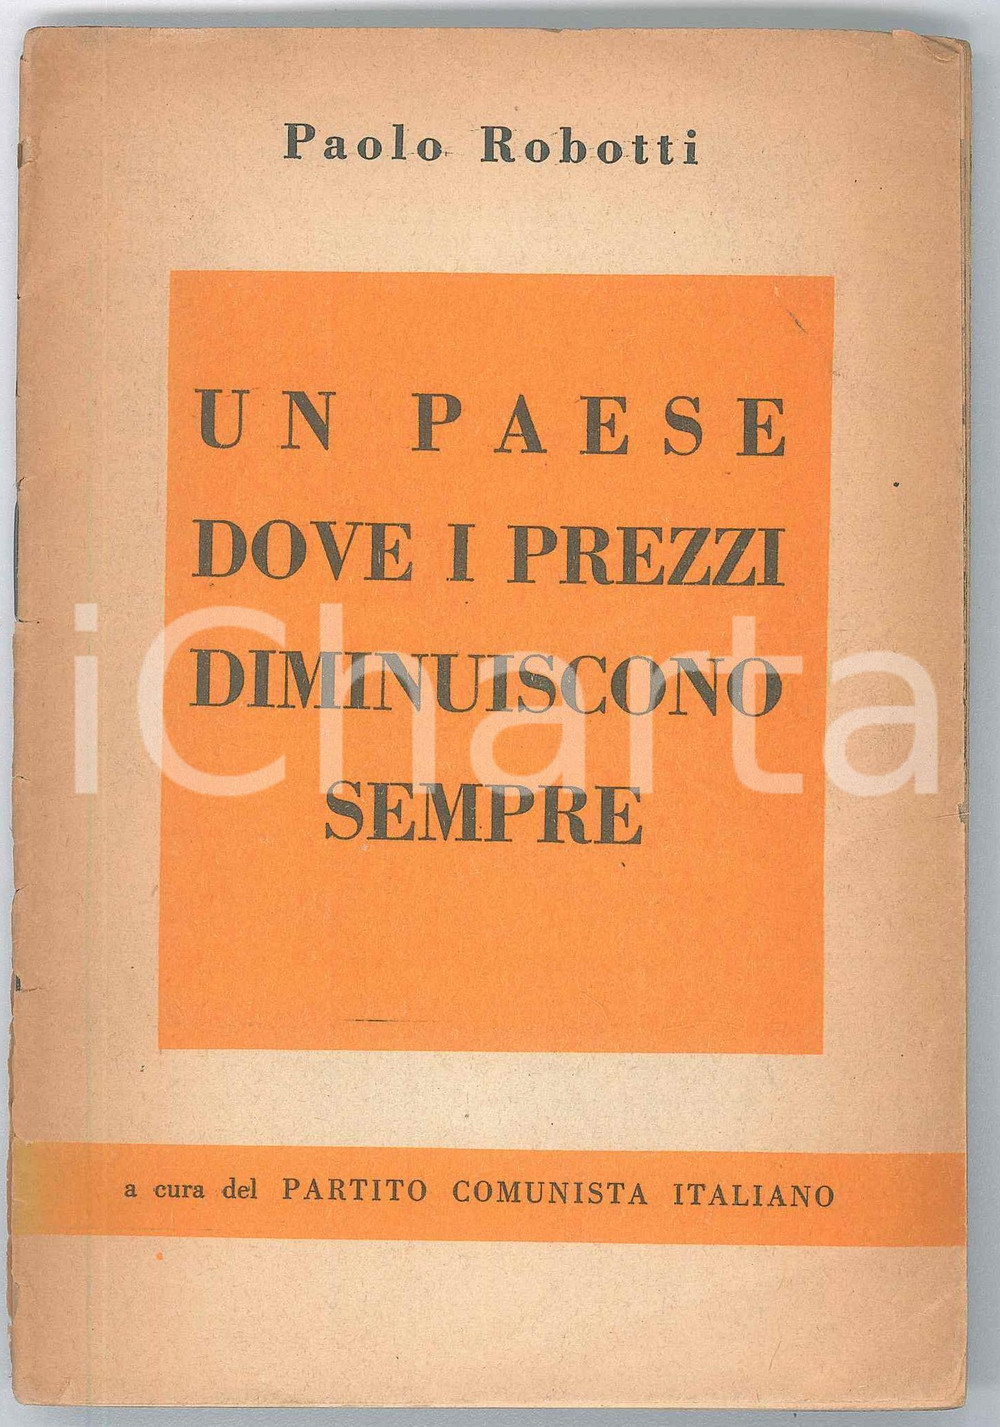 Paolo Robotti
UN PAESE
DOVE I PREZZI
DIMINUISCONO
SEMPRE
iCharta
a cura del PARTITO COMUNISTA ITALIANO